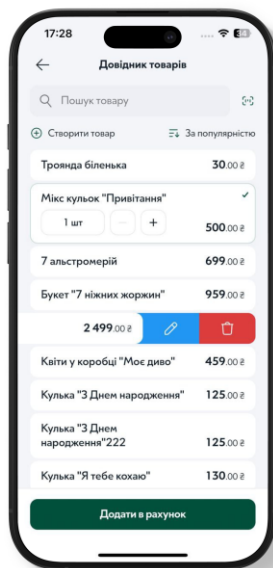 17:28
Довідник товарів
Пошук товару
Створити товар За популярністю
Троянда біленька 30.00 ₴
Мікс кульок "Привітання"
1 шт − + 500.00 ₴
7 альстромерій 699.00 ₴
Букет "7 ніжних жоржин" 959.00 ₴
2 499.00 ₴
Квіти у коробці "Моє диво" 459.00 ₴
Кулька "З Днем народження" 125.00 ₴
Кулька "З Днем
народження"222 125.00 ₴
Кулька "Я тебе кохаю" 130.00 ₴
Додати в рахунок